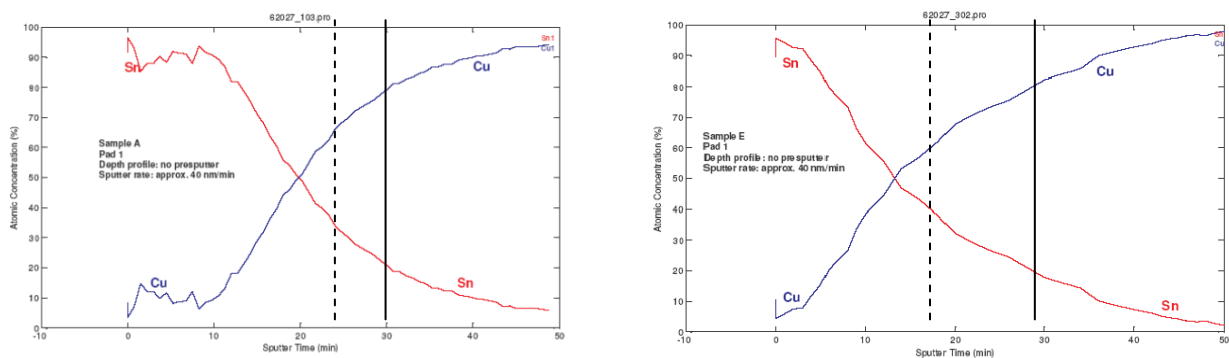 62027_103.pro
Sn1
Cu1
Atomic Concentration (%)
100
90
80
70
60
50
40
30
20
10
0
Sn
Cu
Sample A
Pad 1
Depth profile: no presputter
Sputter rate: approx. 40 nm/min
Cu
Sn
-10
0
10
20
30
40
50
Sputter Time (min)
62027_302.pro
Cu
Atomic Concentration (%)
100
90
80
70
60
50
40
30
20
10
0
Sn
Cu
Sample E
Pad 1
Depth profile: no presputter
Sputter rate: approx. 40 nm/min
Cu
Sn
-10
0
10
20
30
40
50
Sputter Time (min)